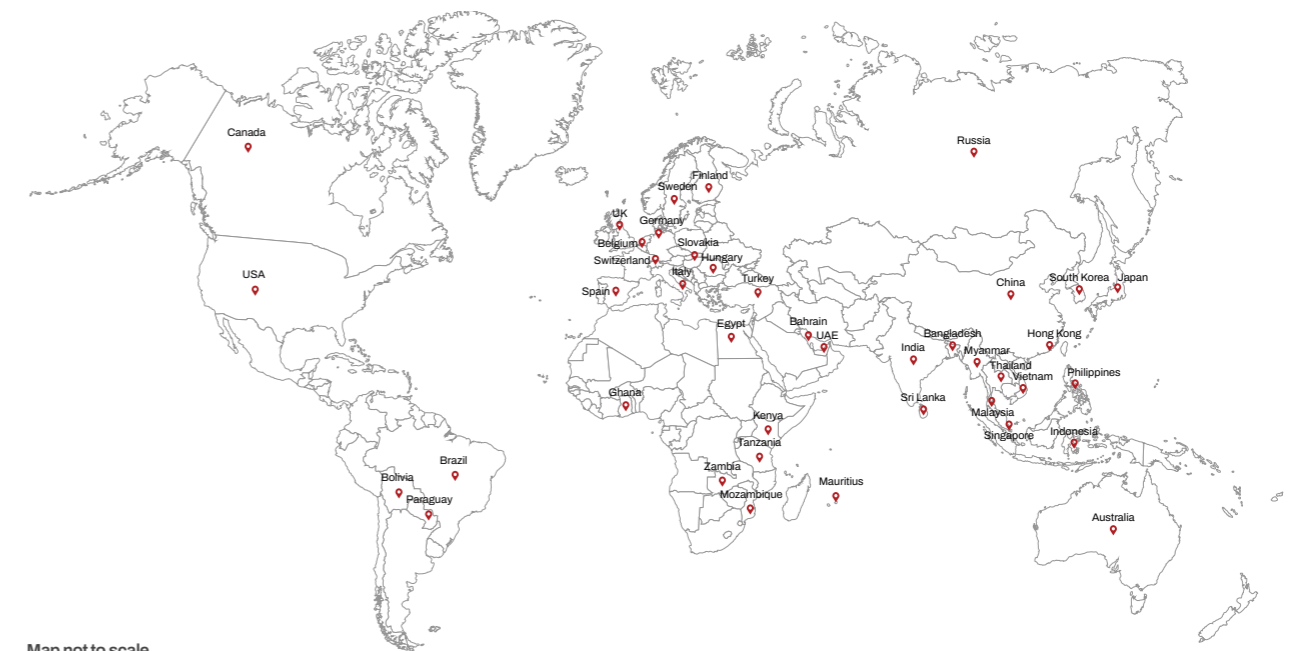 Canada
Russia
Finland
Sweden
UK
Germany
Belgium
Slovakia
Switzerland
Hungary
Italy
USA
Turkey
Spain
China
South Korea
Japan
Egypt
Bahrain
UAE
Bangladesh
Hong Kong
India
Myanmar
Thailand
Vietnam
Philippines
Ghana
Sri Lanka
Malaysia
Kenya
Singapore
Indonesia
Tanzania
Brazil
Zambia
Bolivia
Mauritius
Paraguay
Mozambique
Australia
Map not to scale